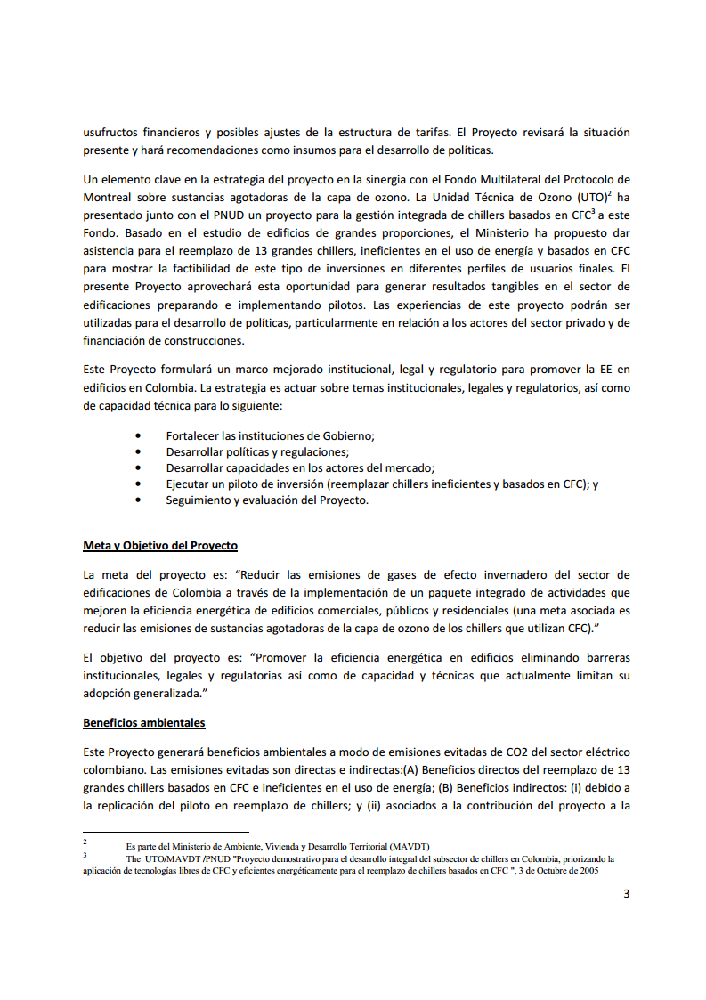 usufructos financieros y posibles ajustes de la estructura de tarifas. El Proyecto revisará la situación
presente y hará recomendaciones como insumos para el desarrollo de políticas.
Un elemento clave en la estrategia del proyecto en la sinergia con el Fondo Multilateral del Protocolo de
Montreal sobre sustancias agotadoras de la capa de ozono. La Unidad Técnica de Ozono (UTO)2 ha
presentado junto con el PNUD un proyecto para la gestión integrada de chillers basados en CFC3 a este
Fondo. Basado en el estudio de edificios de grandes proporciones, el Ministerio ha propuesto dar
asistencia para el reemplazo de 13 grandes chillers, ineficientes en el uso de energía y basados en CFC
para mostrar la factibilidad de este tipo de inversiones en diferentes perfiles de usuarios finales. El
presente Proyecto aprovechará esta oportunidad para generar resultados tangibles en el sector de
edificaciones preparando e implementando pilotos. Las experiencias de este proyecto podrán ser
utilizadas para el desarrollo de políticas, particularmente en relación a los actores del sector privado y de
financiación de construcciones.
Este Proyecto formulará un marco mejorado institucional, legal y regulatorio para promover la EE en
edificios en Colombia. La estrategia es actuar sobre temas institucionales, legales y regulatorios, así como
de capacidad técnica para lo siguiente:
• Fortalecer las instituciones de Gobierno;
• Desarrollar políticas y regulaciones;
• Desarrollar capacidades en los actores del mercado;
• Ejecutar un piloto de inversión (reemplazar chillers ineficientes y basados en CFC); y
• Seguimiento y evaluación del Proyecto.
Meta y Objetivo del Proyecto
La meta del proyecto es: “Reducir las emisiones de gases de efecto invernadero del sector de
edificaciones de Colombia a través de la implementación de un paquete integrado de actividades que
mejoren la eficiencia energética de edificios comerciales, públicos y residenciales (una meta asociada es
reducir las emisiones de sustancias agotadoras de la capa de ozono de los chillers que utilizan CFC).”
El objetivo del proyecto es: “Promover la eficiencia energética en edificios eliminando barreras
institucionales, legales y regulatorias así como de capacidad y técnicas que actualmente limitan su
adopción generalizada.”
Beneficios ambientales
Este Proyecto generará beneficios ambientales a modo de emisiones evitadas de CO2 del sector eléctrico
colombiano. Las emisiones evitadas son directas e indirectas:(A) Beneficios directos del reemplazo de 13
grandes chillers basados en CFC e ineficientes en el uso de energía; (B) Beneficios indirectos: (i) debido a
la replicación del piloto en reemplazo de chillers; y (ii) asociados a la contribución del proyecto a la
2 Es parte del Ministerio de Ambiente, Vivienda y Desarrollo Territorial (MAVDT)
3 The UTO/MAVDT /PNUD "Proyecto demostrativo para el desarrollo integral del subsector de chillers en Colombia, priorizando la
aplicación de tecnologías libres de CFC y eficientes energéticamente para el reemplazo de chillers basados en CFC ", 3 de Octubre de 2005
3